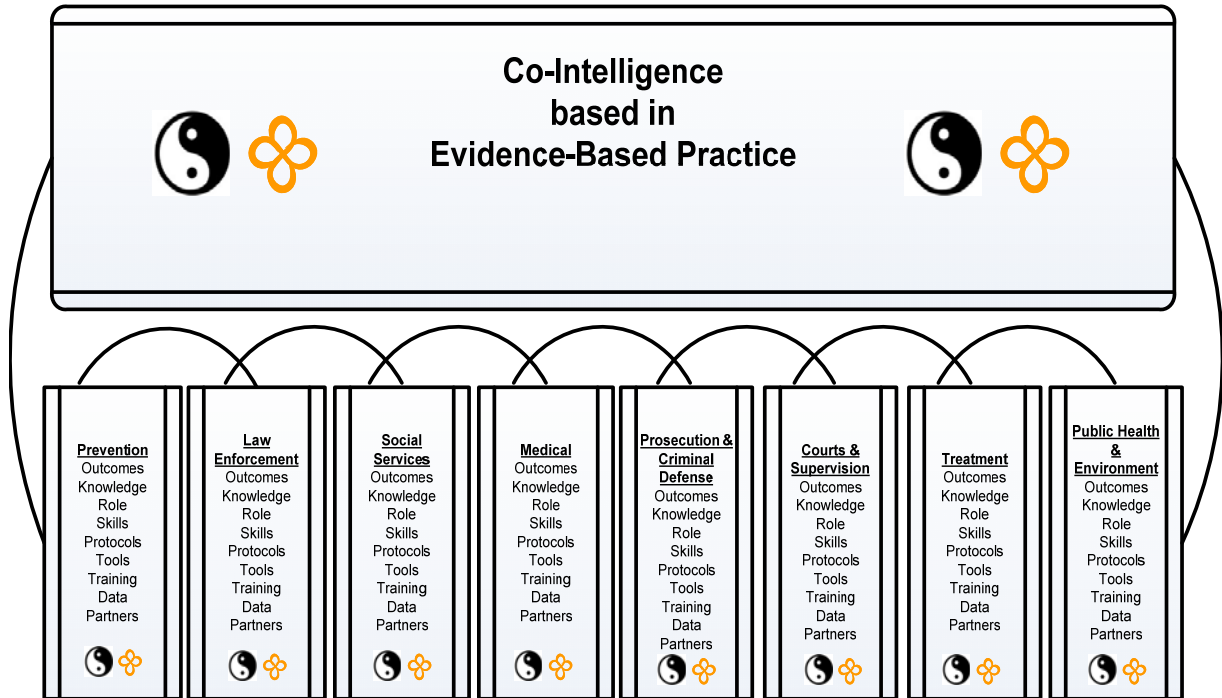 Co-Intelligence
based in
Evidence-Based Practice
Prevention
Outcomes
Knowledge
Role
Skills
Protocols
Tools
Training
Data
Partners
Law
Enforcement
Outcomes
Knowledge
Role
Skills
Protocols
Tools
Training
Data
Partners
Social
Services
Outcomes
Knowledge
Role
Skills
Protocols
Tools
Training
Data
Partners
Medical
Outcomes
Knowledge
Role
Skills
Protocols
Tools
Training
Data
Partners
Prosecution &
Criminal
Defense
Outcomes
Knowledge
Role
Skills
Protocols
Tools
Training
Data
Partners
Courts &
Supervision
Outcomes
Knowledge
Role
Skills
Protocols
Tools
Training
Data
Partners
Treatment
Outcomes
Knowledge
Role
Skills
Protocols
Tools
Training
Data
Partners
Public Health
&
Environment
Outcomes
Knowledge
Role
Skills
Protocols
Tools
Training
Data
Partners